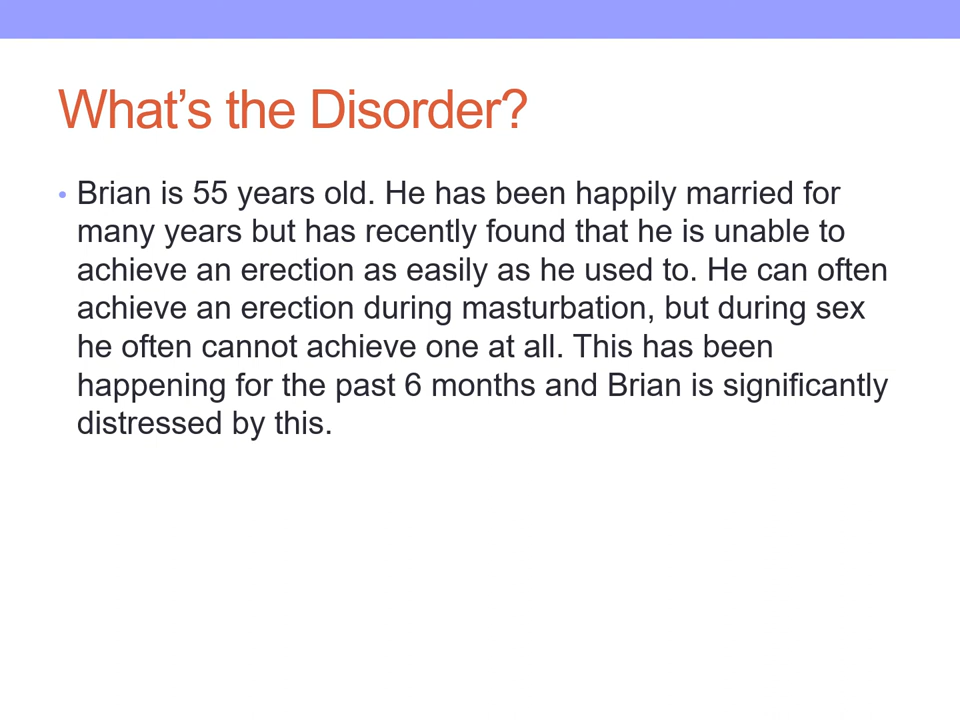 What’s the Disorder?
• Brian is 55 years old. He has been happily married for
many years but has recently found that he is unable to
achieve an erection as easily as he used to. He can often
achieve an erection during masturbation, but during sex
he often cannot achieve one at all. This has been
happening for the past 6 months and Brian is significantly
distressed by this.